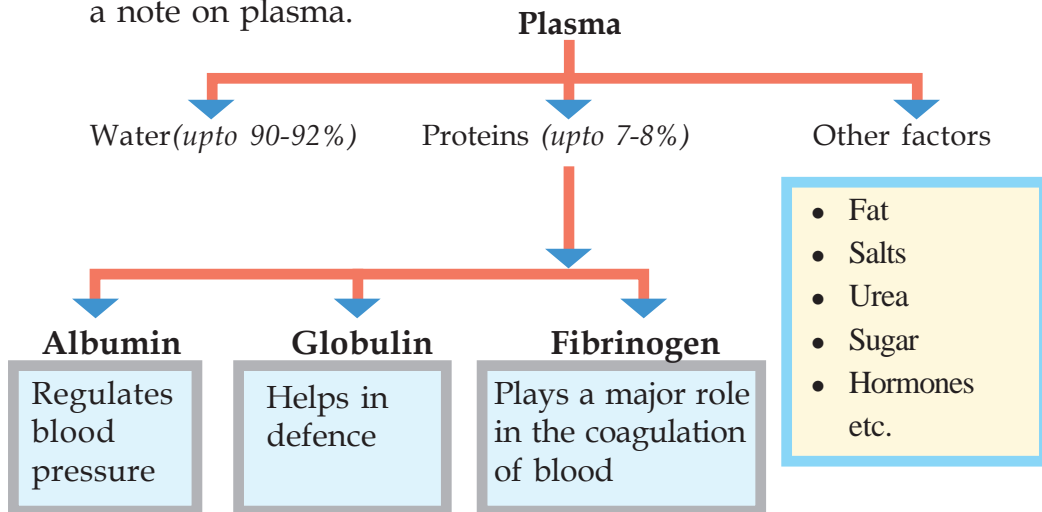 a note on plasma.
Plasma
Water(upto 90-92%)
Proteins (upto 7-8%)
Other factors
• Fat
• Salts
• Urea
• Sugar
• Hormones
etc.
Albumin
Regulates
blood
pressure
Globulin
Helps in
defence
Fibrinogen
Plays a major role
in the coagulation
of blood